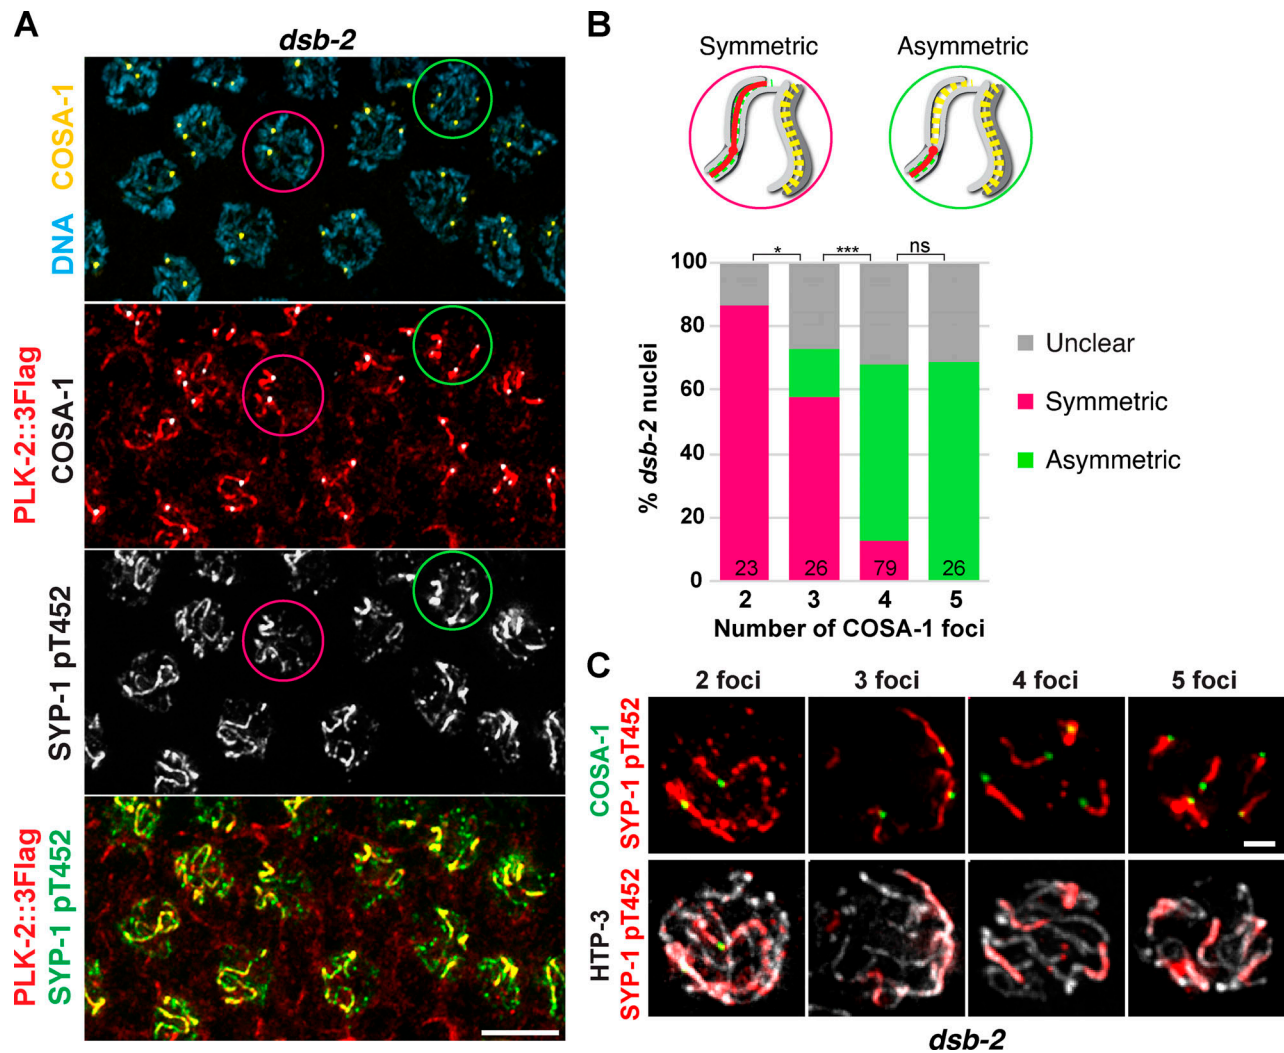 A
dsb-2
DNA COSA-1
PLK-2::3Flag
COSA-1
SYP-1 pT452
PLK-2::3Flag
SYP-1 pT452
B
Symmetric Asymmetric
* *** ns
100
80
60
40
20
0
% dsb-2 nuclei
23 26 79 26
2 3 4 5
Number of COSA-1 foci
Unclear
Symmetric
Asymmetric
C
2 foci 3 foci 4 foci 5 foci
COSA-1
SYP-1 pT452
HTP-3
SYP-1 pT452
dsb-2